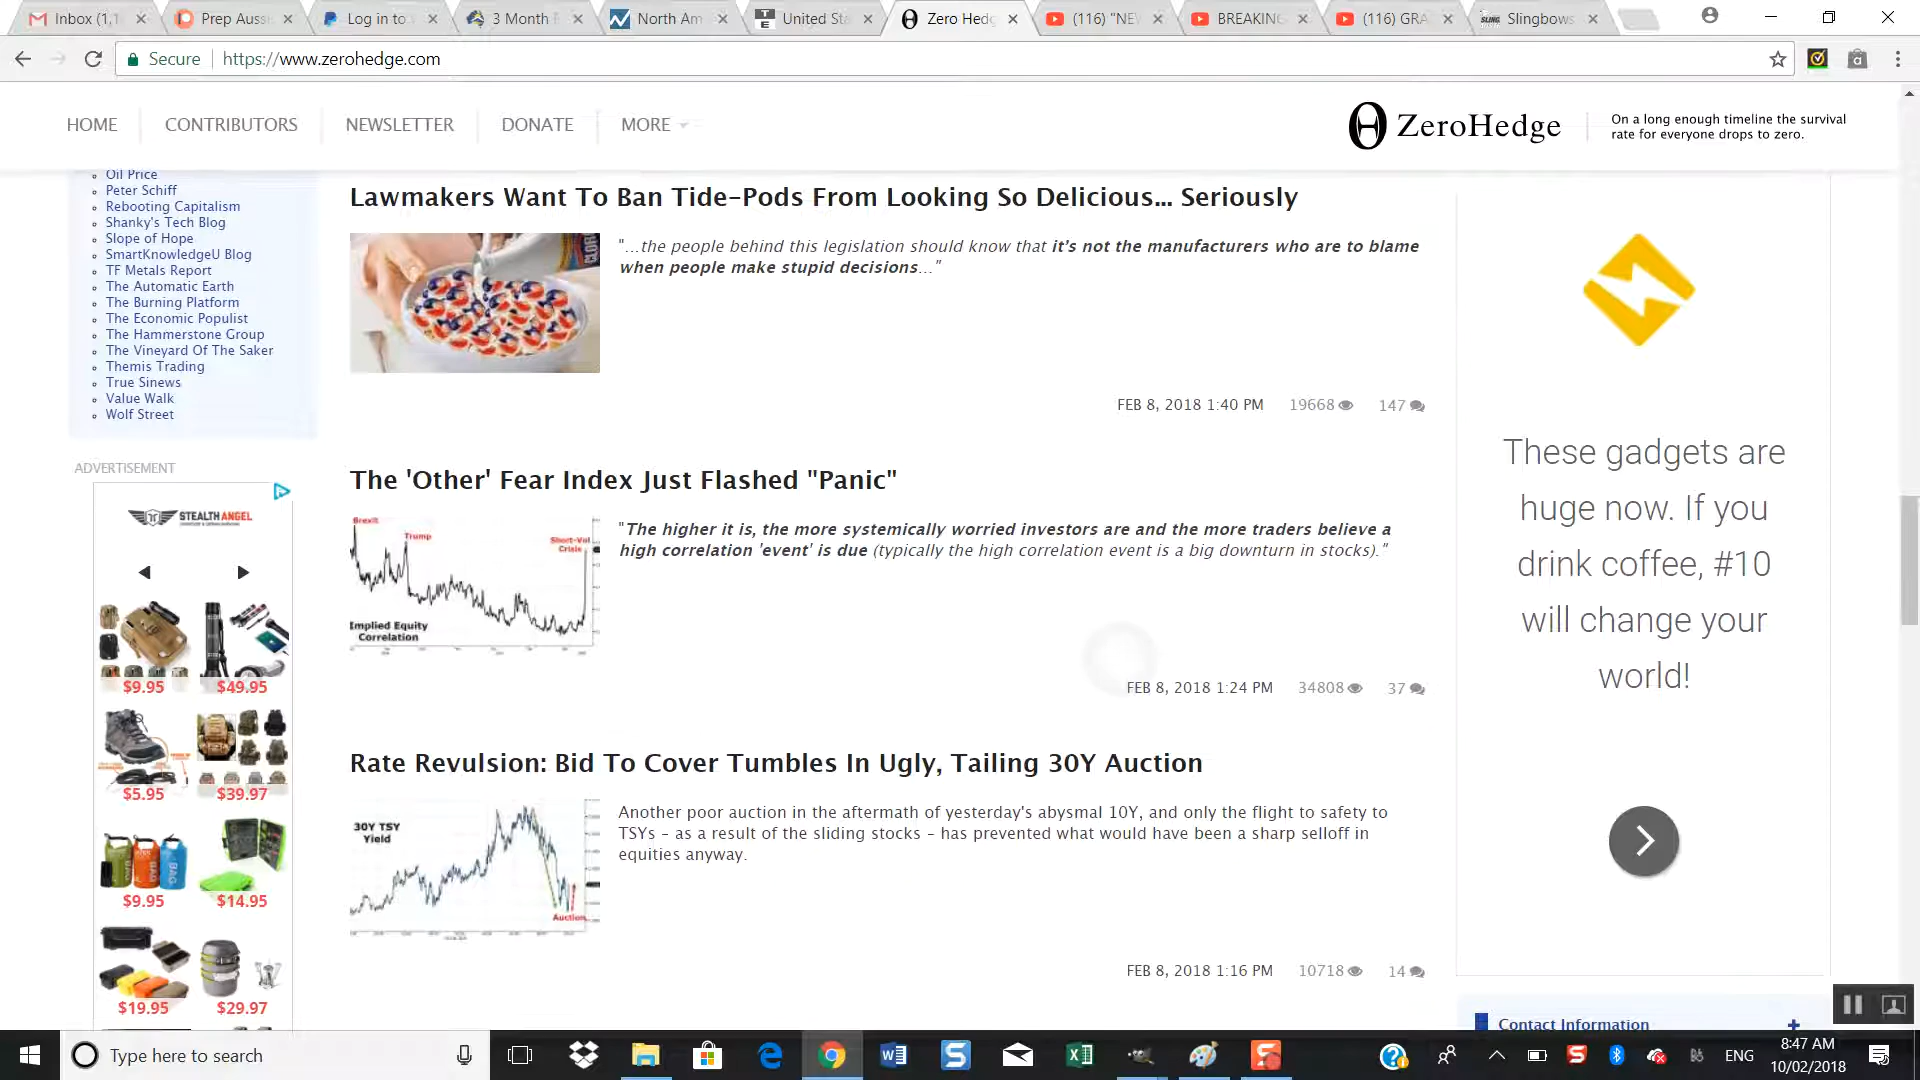 Inbox (1,1
Prep Aussi
Log in to
3 Month
North Am
United Sta
Zero Hedg
(116) "NEW
BREAKING
(116) GRA
SLING
Slingbows
Secure
https://www.zerohedge.com
HOME
CONTRIBUTORS
NEWSLETTER
DONATE
MORE
ZeroHedge
On a long enough timeline the survival
rate for everyone drops to zero.
Oil Price
Peter Schiff
Rebooting Capitalism
Shanky's Tech Blog
Slope of Hope
SmartKnowledgeU Blog
TF Metals Report
The Automatic Earth
The Burning Platform
The Economic Populist
The Hammerstone Group
The Vineyard Of The Saker
Themis Trading
True Sinews
Value Walk
Wolf Street
ADVERTISEMENT
STEALTH ANGEL
$9.95
$49.95
$5.95
$39.97
$9.95
$14.95
$19.95
$29.97
Lawmakers Want To Ban Tide-Pods From Looking So Delicious... Seriously
"...the people behind this legislation should know that it's not the manufacturers who are to blame
when people make stupid decisions..."
FEB 8, 2018 1:40 PM
19668
147
The 'Other' Fear Index Just Flashed "Panic"
Brexit
Trump
Short-Vol
Crisis
Implied Equity
Correlation
"The higher it is, the more systemically worried investors are and the more traders believe a
high correlation 'event' is due (typically the high correlation event is a big downturn in stocks)."
FEB 8, 2018 1:24 PM
34808
37
Rate Revulsion: Bid To Cover Tumbles In Ugly, Tailing 30Y Auction
30Y TSY
Yield
Auction
Another poor auction in the aftermath of yesterday's abysmal 10Y, and only the flight to safety to
TSYs - as a result of the sliding stocks - has prevented what would have been a sharp selloff in
equities anyway.
FEB 8, 2018 1:16 PM
10718
14
These gadgets are
huge now. If you
drink coffee, #10
will change your
world!
Contact Information
Type here to search
ENG
8:47 AM
10/02/2018